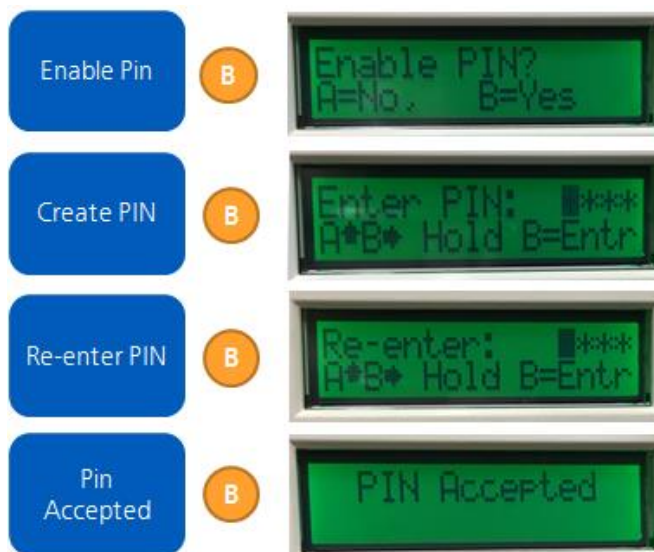 Enable Pin
B
Enable PIN?
A=No, B=Yes
Create PIN
B
Enter PIN: ****
A↑B→ Hold B=Entr
Re-enter PIN
B
Re-enter: ****
A↑B→ Hold B=Entr
Pin
Accepted
B
PIN Accepted